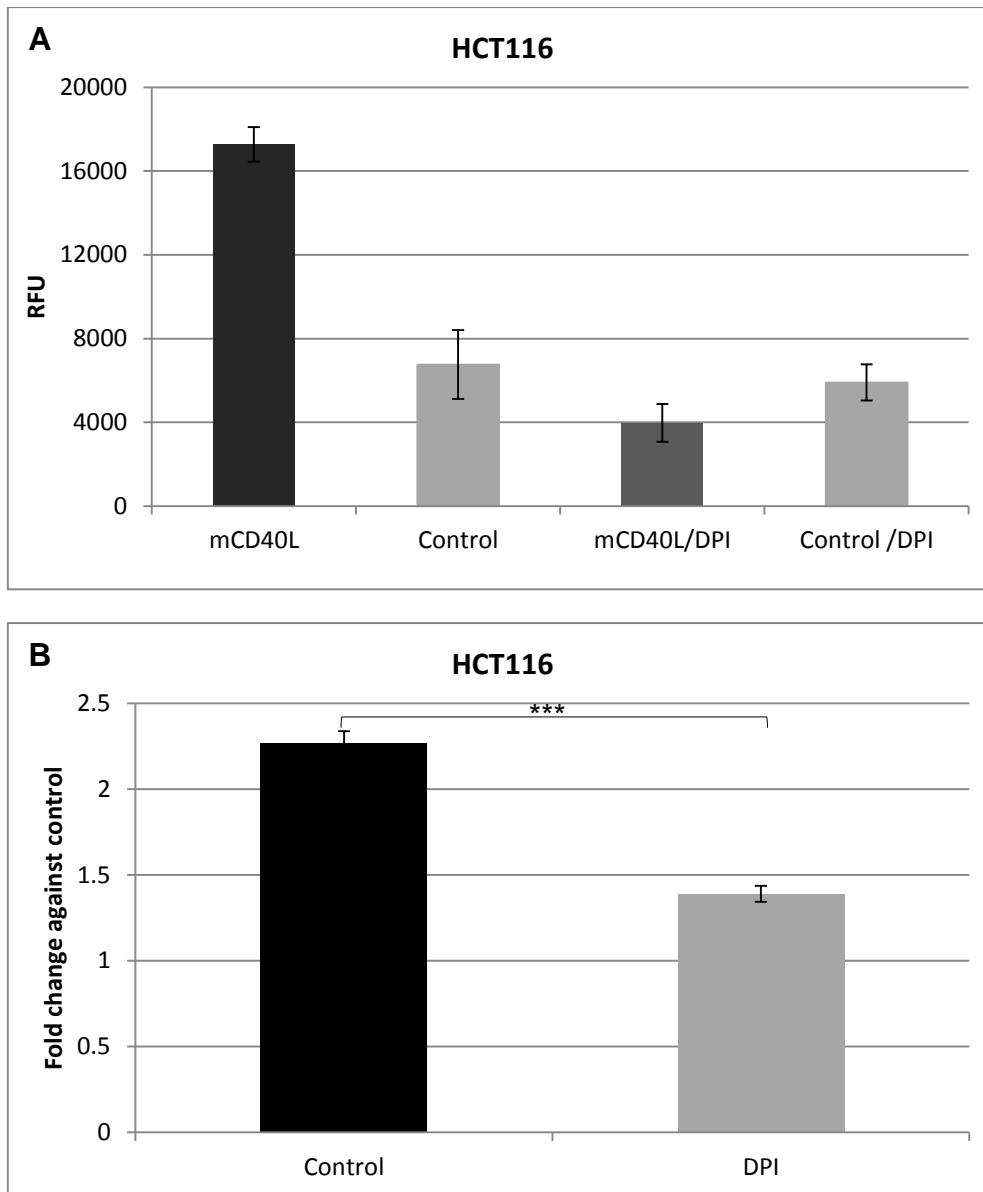 A
HCT116
20000
16000
12000
8000
4000
0
RFU
mCD40L Control mCD40L/DPI Control /DPI
B
HCT116
2.5
2
1.5
1
0.5
0
Fold change against control
***
Control DPI